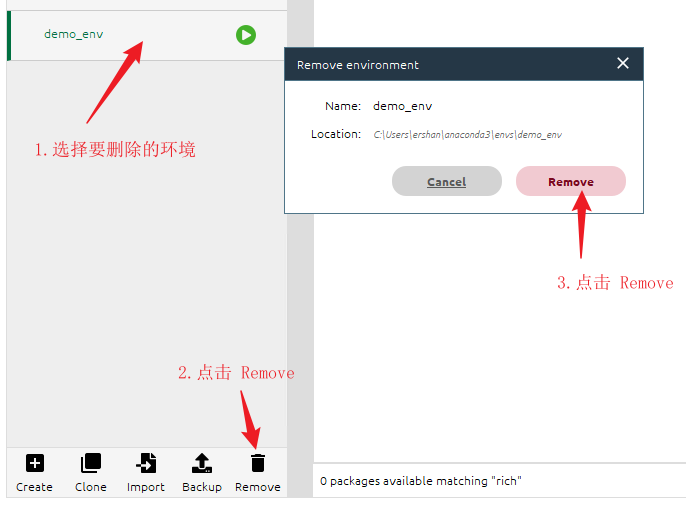 demo_env
Remove environment
Name: demo_env
Location: C:\Users\ershan\anaconda3\envs\demo_env
Cancel
Remove
1.选择要删除的环境
3.点击 Remove
2.点击 Remove
Create
Clone
Import
Backup
Remove
0 packages available matching "rich"